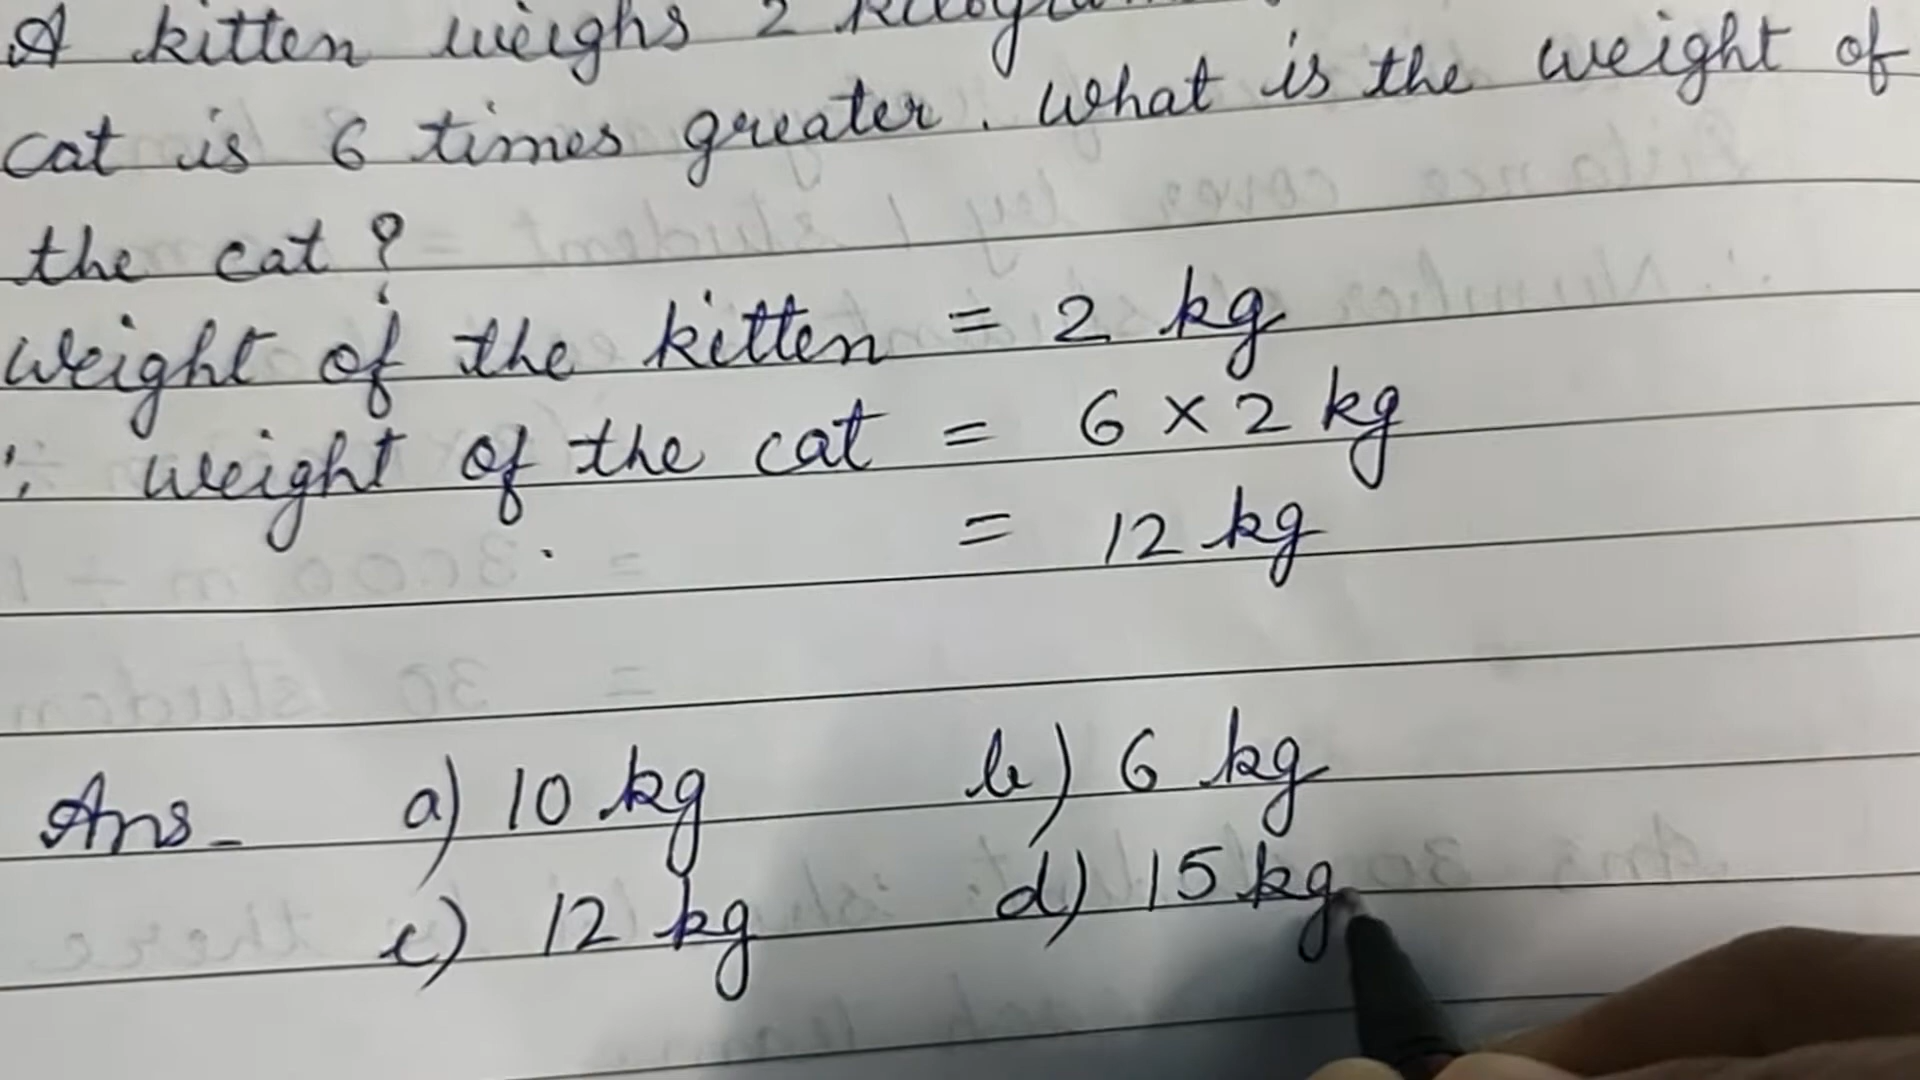 A kitten weighs 2 kilogram
cat is 6 times greater. What is the weight of
the cat?
Weight of the kitten = 2 kg
∴ weight of the cat = 6 × 2 kg
= 12 kg
Ans - a) 10 kg b) 6 kg
c) 12 kg d) 15 kg